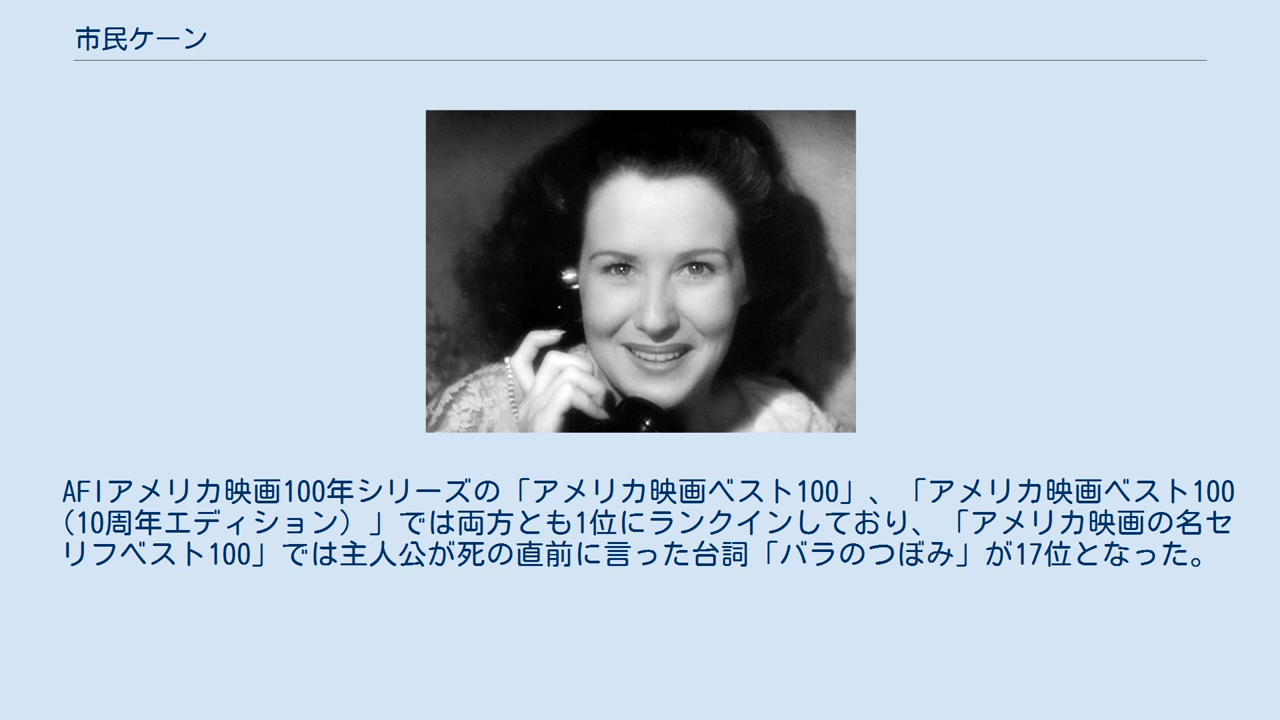 市民ケーン
AFIアメリカ映画100年シリーズの「アメリカ映画ベスト100」、「アメリカ映画ベスト100
（10周年エディション）」では両方とも1位にランクインしており、「アメリカ映画の名セ
リフベスト100」では主人公が死の直前に言った台詞「バラのつぼみ」が17位となった。